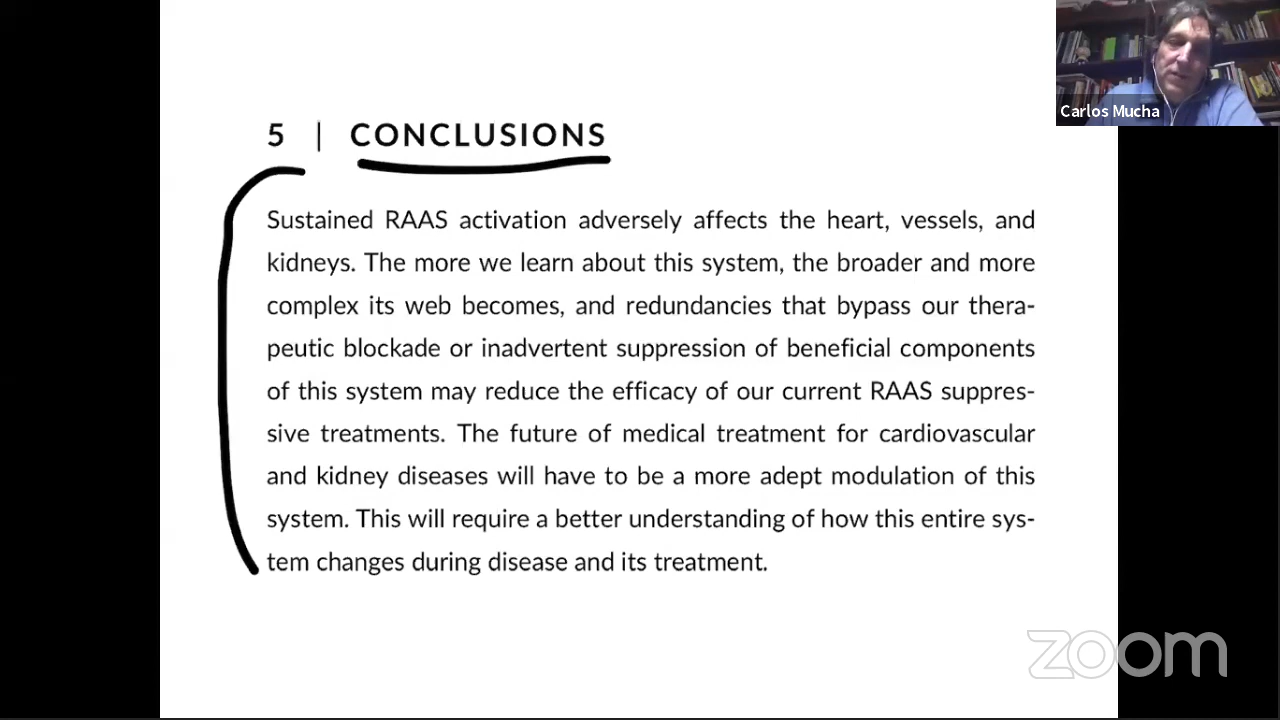 Carlos Mucha
5 | CONCLUSIONS
Sustained RAAS activation adversely affects the heart, vessels, and
kidneys. The more we learn about this system, the broader and more
complex its web becomes, and redundancies that bypass our thera-
peutic blockade or inadvertent suppression of beneficial components
of this system may reduce the efficacy of our current RAAS suppres-
sive treatments. The future of medical treatment for cardiovascular
and kidney diseases will have to be a more adept modulation of this
system. This will require a better understanding of how this entire sys-
tem changes during disease and its treatment.
zoom